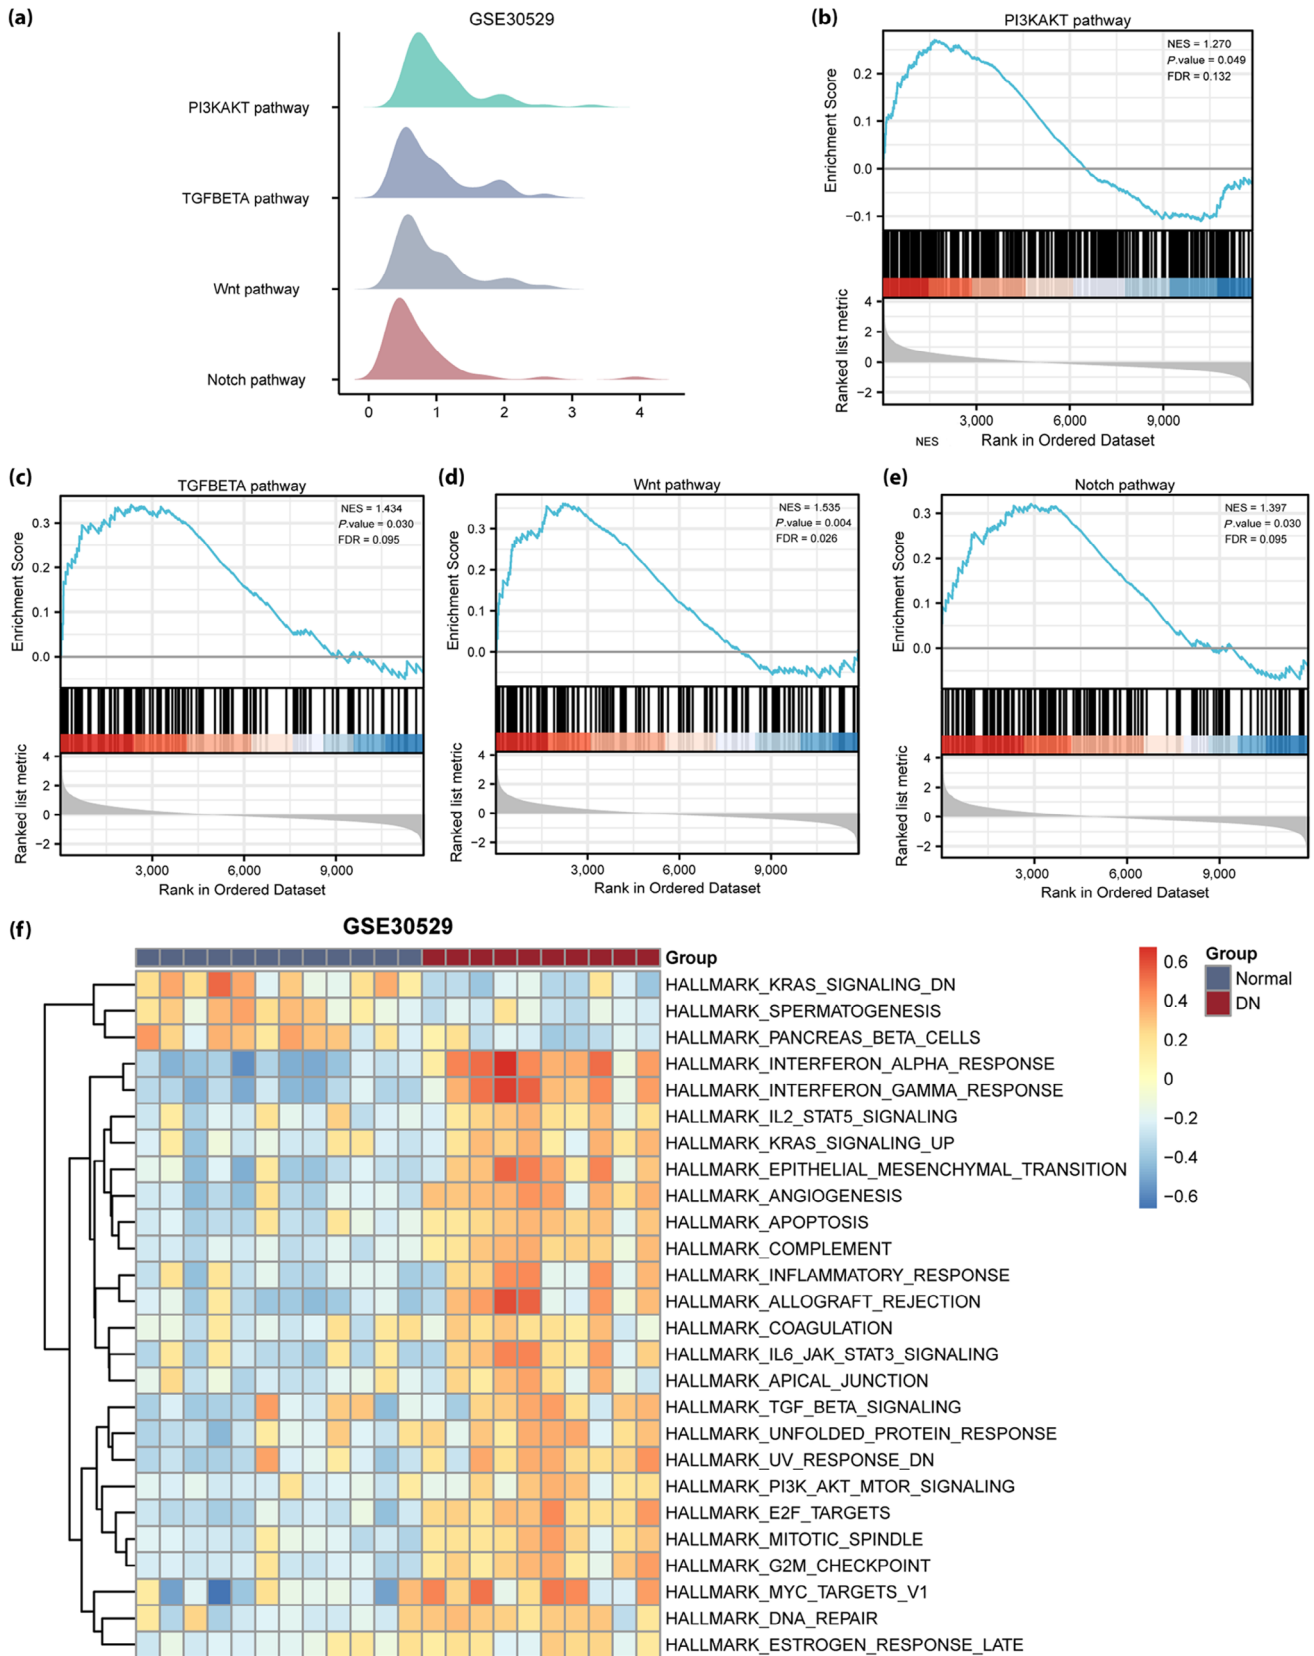 (a)
GSE30529
PI3KAKT pathway
TGFBETA pathway
Wnt pathway
Notch pathway
0 1 2 3 4
(b)
PI3KAKT pathway
NES = 1.270
P.value = 0.049
FDR = 0.132
Enrichment Score
0.2
0.1
0.0
−0.1
Ranked list metric
4
2
0
−2
3,000 6,000 9,000
NES
Rank in Ordered Dataset
(c)
TGFBETA pathway
NES = 1.434
P.value = 0.030
FDR = 0.095
Enrichment Score
0.3
0.2
0.1
0.0
Ranked list metric
4
2
0
−2
3,000 6,000 9,000
Rank in Ordered Dataset
(d)
Wnt pathway
NES = 1.535
P.value = 0.004
FDR = 0.026
Enrichment Score
0.3
0.2
0.1
0.0
Ranked list metric
4
2
0
−2
3,000 6,000 9,000
Rank in Ordered Dataset
(e)
Notch pathway
NES = 1.397
P.value = 0.030
FDR = 0.095
Enrichment Score
0.3
0.2
0.1
0.0
Ranked list metric
4
2
0
−2
3,000 6,000 9,000
Rank in Ordered Dataset
(f)
GSE30529
Group
HALLMARK_KRAS_SIGNALING_DN
HALLMARK_SPERMATOGENESIS
HALLMARK_PANCREAS_BETA_CELLS
HALLMARK_INTERFERON_ALPHA_RESPONSE
HALLMARK_INTERFERON_GAMMA_RESPONSE
HALLMARK_IL2_STAT5_SIGNALING
HALLMARK_KRAS_SIGNALING_UP
HALLMARK_EPITHELIAL_MESENCHYMAL_TRANSITION
HALLMARK_ANGIOGENESIS
HALLMARK_APOPTOSIS
HALLMARK_COMPLEMENT
HALLMARK_INFLAMMATORY_RESPONSE
HALLMARK_ALLOGRAFT_REJECTION
HALLMARK_COAGULATION
HALLMARK_IL6_JAK_STAT3_SIGNALING
HALLMARK_APICAL_JUNCTION
HALLMARK_TGF_BETA_SIGNALING
HALLMARK_UNFOLDED_PROTEIN_RESPONSE
HALLMARK_UV_RESPONSE_DN
HALLMARK_PI3K_AKT_MTOR_SIGNALING
HALLMARK_E2F_TARGETS
HALLMARK_MITOTIC_SPINDLE
HALLMARK_G2M_CHECKPOINT
HALLMARK_MYC_TARGETS_V1
HALLMARK_DNA_REPAIR
HALLMARK_ESTROGEN_RESPONSE_LATE
0.6
0.4
0.2
0
−0.2
−0.4
−0.6
Group
Normal
DN